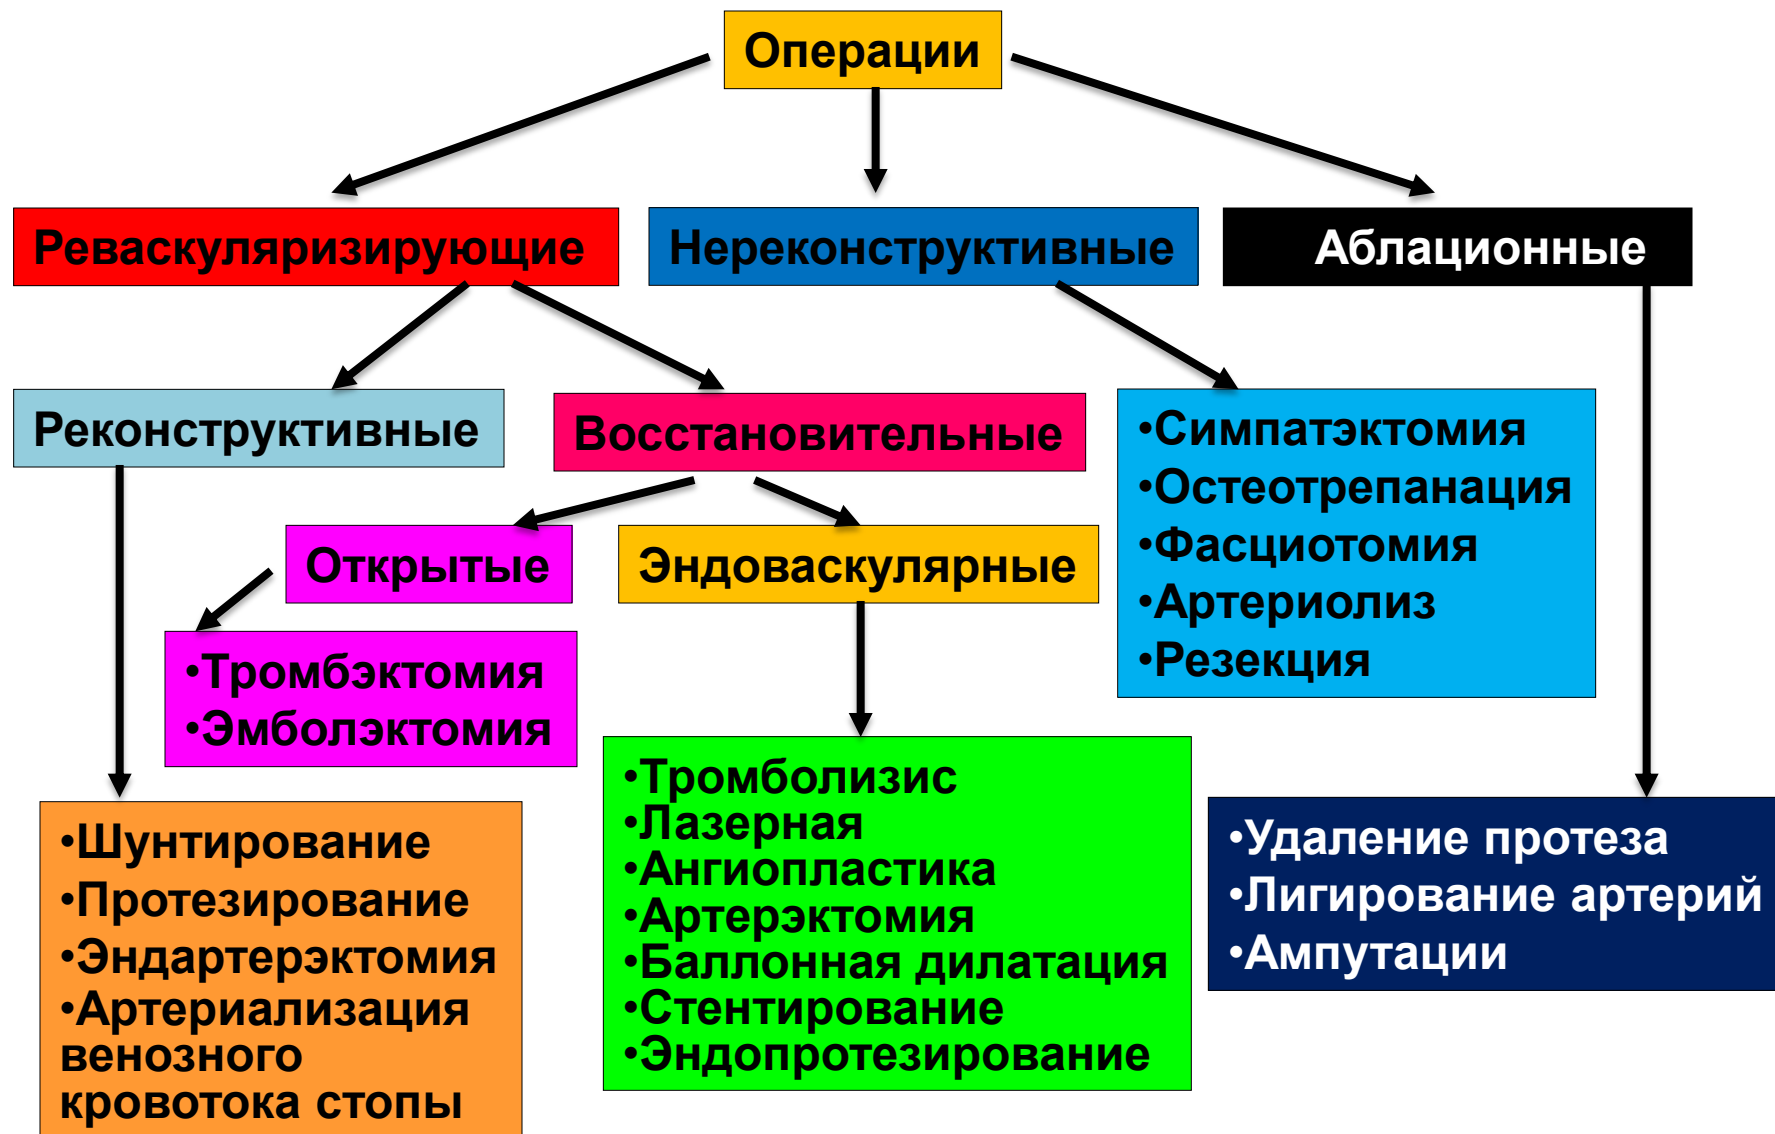 Операции
Реваскуляризирующие
Нереконструктивные
Аблационные
Реконструктивные
Восстановительные
•Симпатэктомия
•Остеотрепанация
•Фасциотомия
•Артериолиз
•Резекция
Открытые
Эндоваскулярные
•Тромбэктомия
•Эмболэктомия
•Шунтирование
•Протезирование
•Эндартерэктомия
•Артериализация
венозного
кровотока стопы
•Тромболизис
•Лазерная
•Ангиопластика
•Артерэктомия
•Баллонная дилатация
•Стентирование
•Эндопротезирование
•Удаление протеза
•Лигирование артерий
•Ампутации